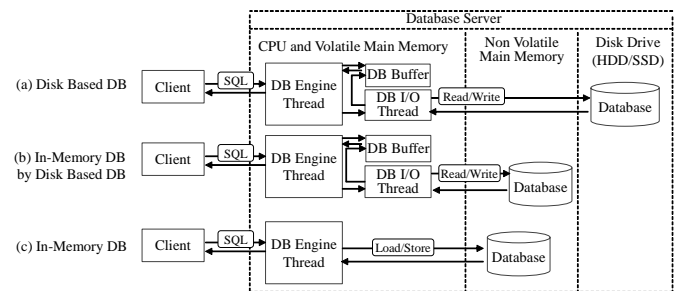 Database Server
CPU and Volatile Main Memory
Non Volatile
Main Memory
Disk Drive
(HDD/SSD)
(a) Disk Based DB
Client
SQL
DB Engine
Thread
DB Buffer
DB I/O
Thread
Read/Write
Database
(b) In-Memory DB
by Disk Based DB
Client
SQL
DB Engine
Thread
DB Buffer
DB I/O
Thread
Read/Write
Database
(c) In-Memory DB
Client
SQL
DB Engine
Thread
Load/Store
Database